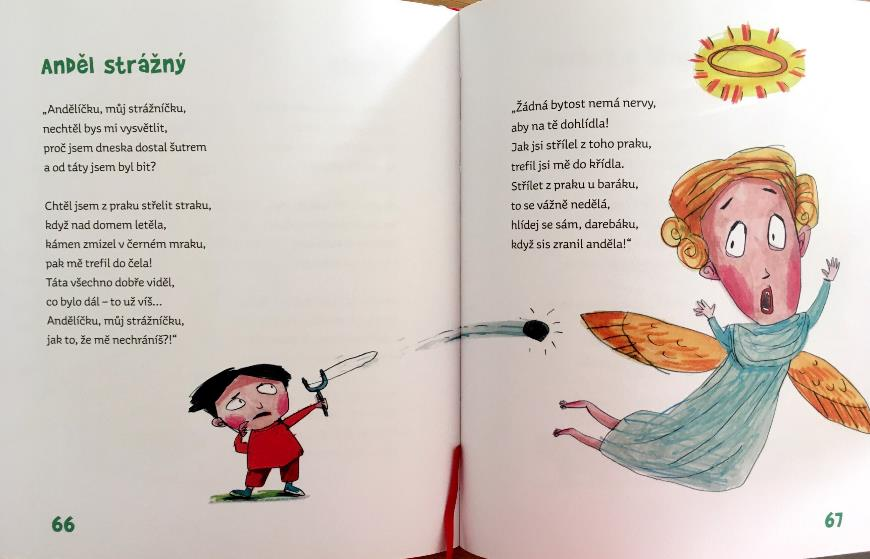 Anděl strážný
„Andělíčku, můj strážníčku,
nechtěl bys mi vysvětlit,
proč jsem dneska dostal šutrem
a od táty jsem byl bit?
Chtěl jsem z praku střelit straku,
když nad domem letěla,
kámen zmizel v černém mraku,
pak mě trefil do čela!
Táta všechno dobře viděl,
co bylo dál – to už víš...
Andělíčku, můj strážníčku,
jak to, že mě nechráníš?!“
66
„Žádná bytost nemá nervy,
aby na tě dohlídla!
Jak jsi střílel z toho praku,
trefil jsi mě do křídla.
Střílet z praku u baráku,
to se vážně nedělá,
hlídej se sám, darebáku,
když sis zranil anděla!“
67